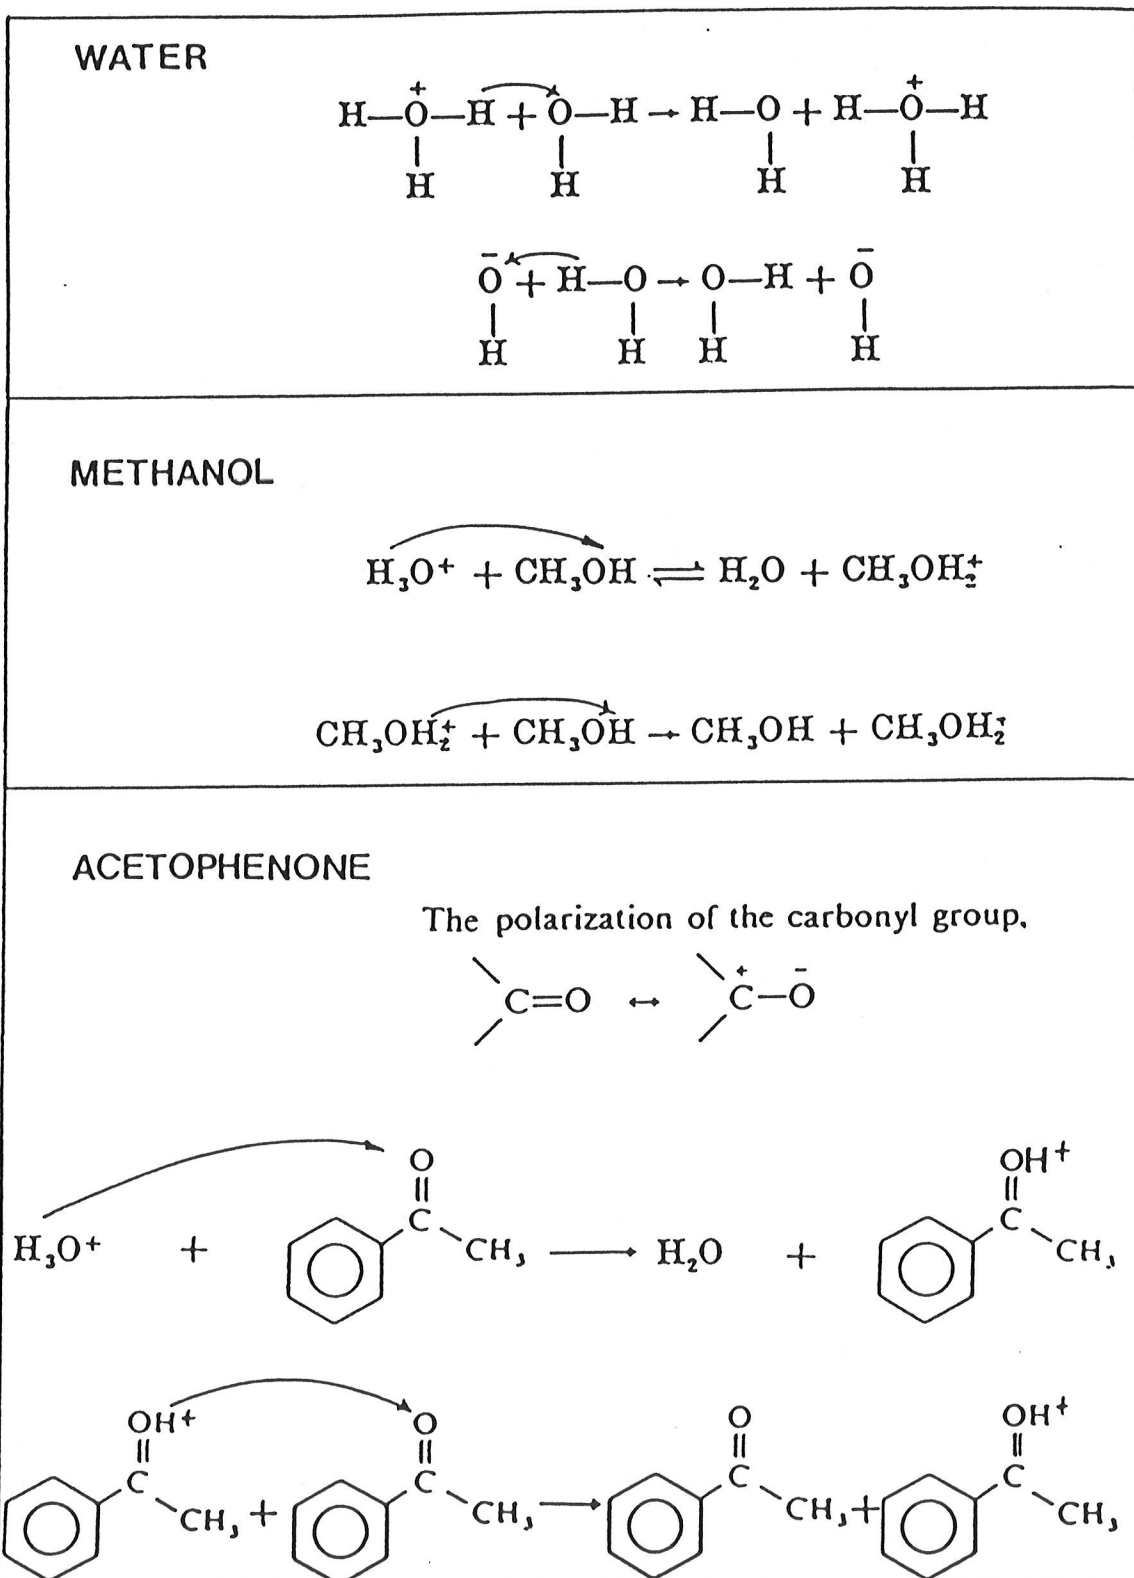 WATER
+ +
H—O—H + O—H → H—O + H—O—H
| | | |
H H H H
- -
O + H—O → O—H + O
| | | |
H H H H
METHANOL
H₃O⁺ + CH₃OH ⇌ H₂O + CH₃OH₂⁺
CH₃OH₂⁺ + CH₃OH → CH₃OH + CH₃OH₂⁺
ACETOPHENONE
The polarization of the carbonyl group.
+ -
C=O ↔ C—O
O OH⁺
|| ||
C C
H₃O⁺ + CH₃ → H₂O + CH₃
OH⁺ O O OH⁺
|| || || ||
C C C C
CH₃ + CH₃ → CH₃ + CH₃